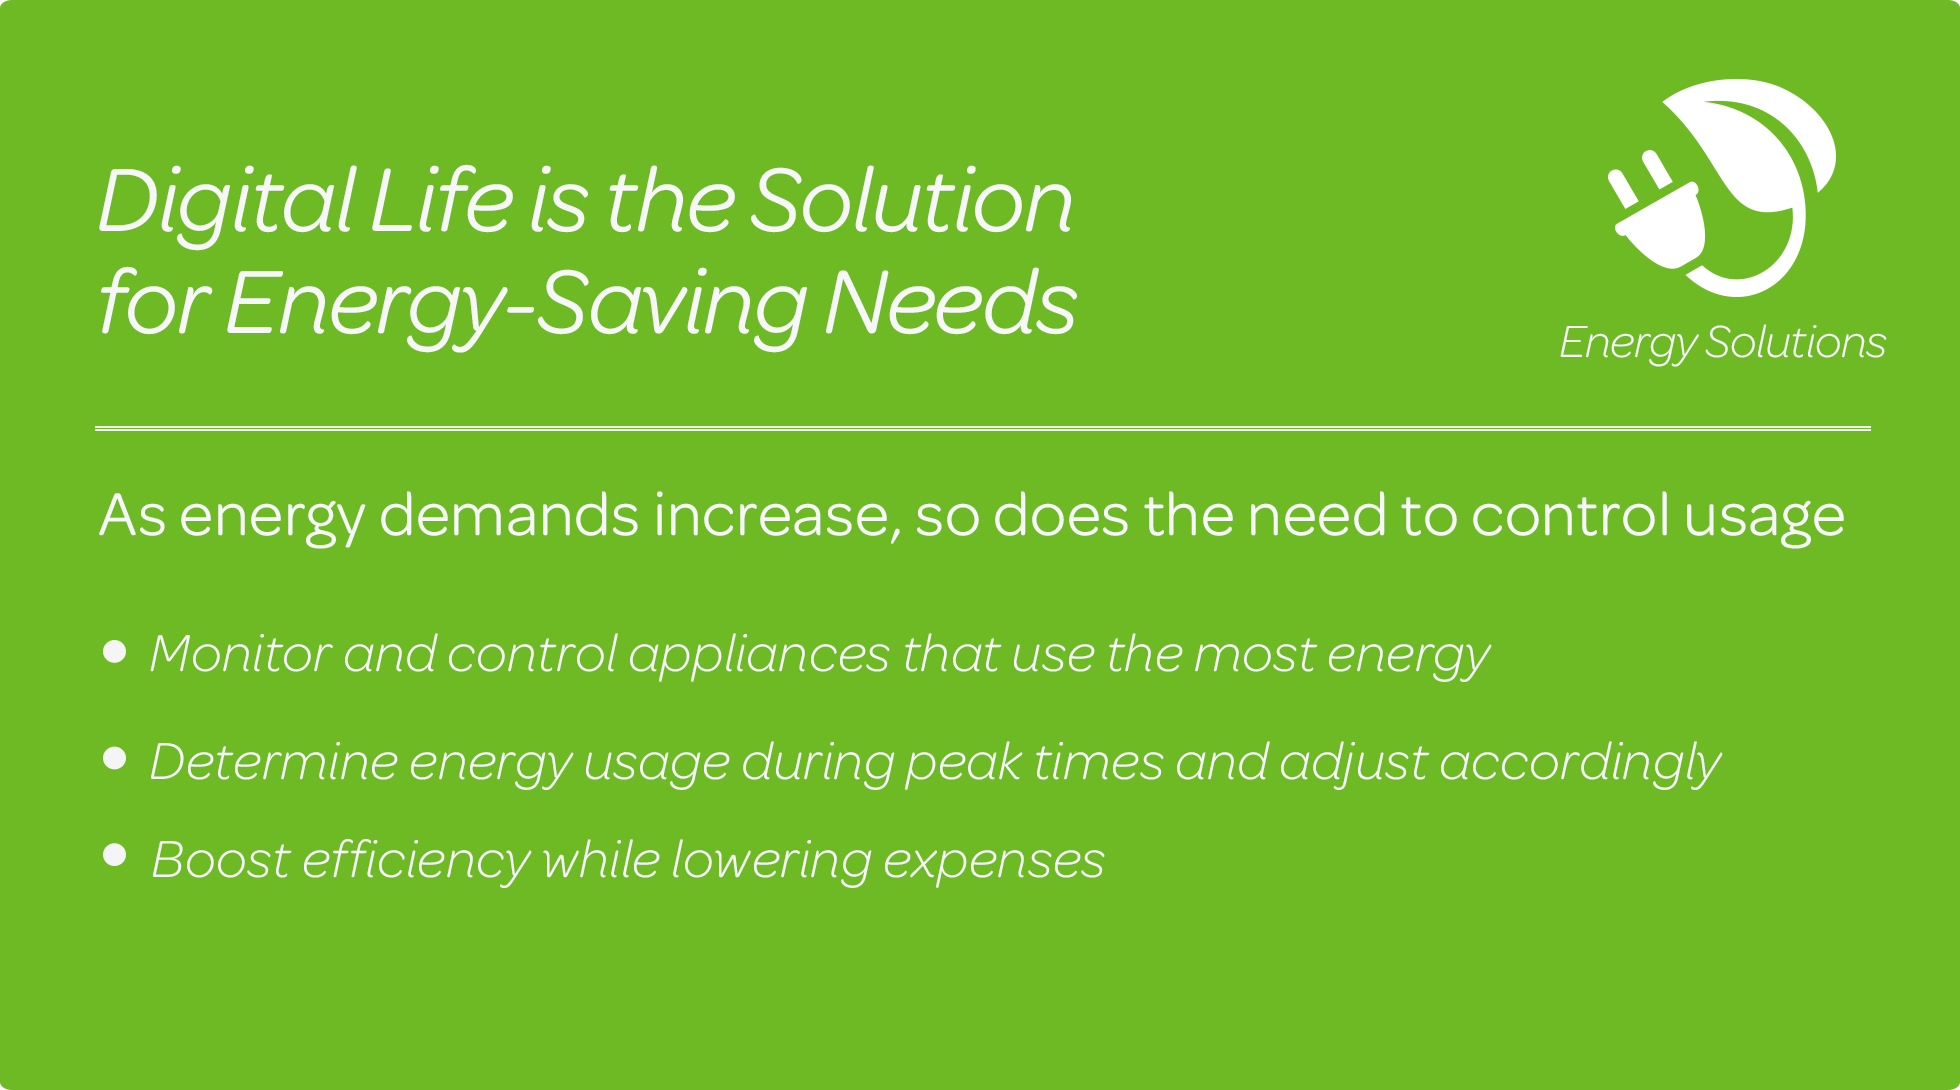 Digital Life is the Solution
for Energy-Saving Needs
Energy Solutions
As energy demands increase, so does the need to control usage
Monitor and control appliances that use the most energy
Determine energy usage during peak times and adjust accordingly
Boost efficiency while lowering expenses